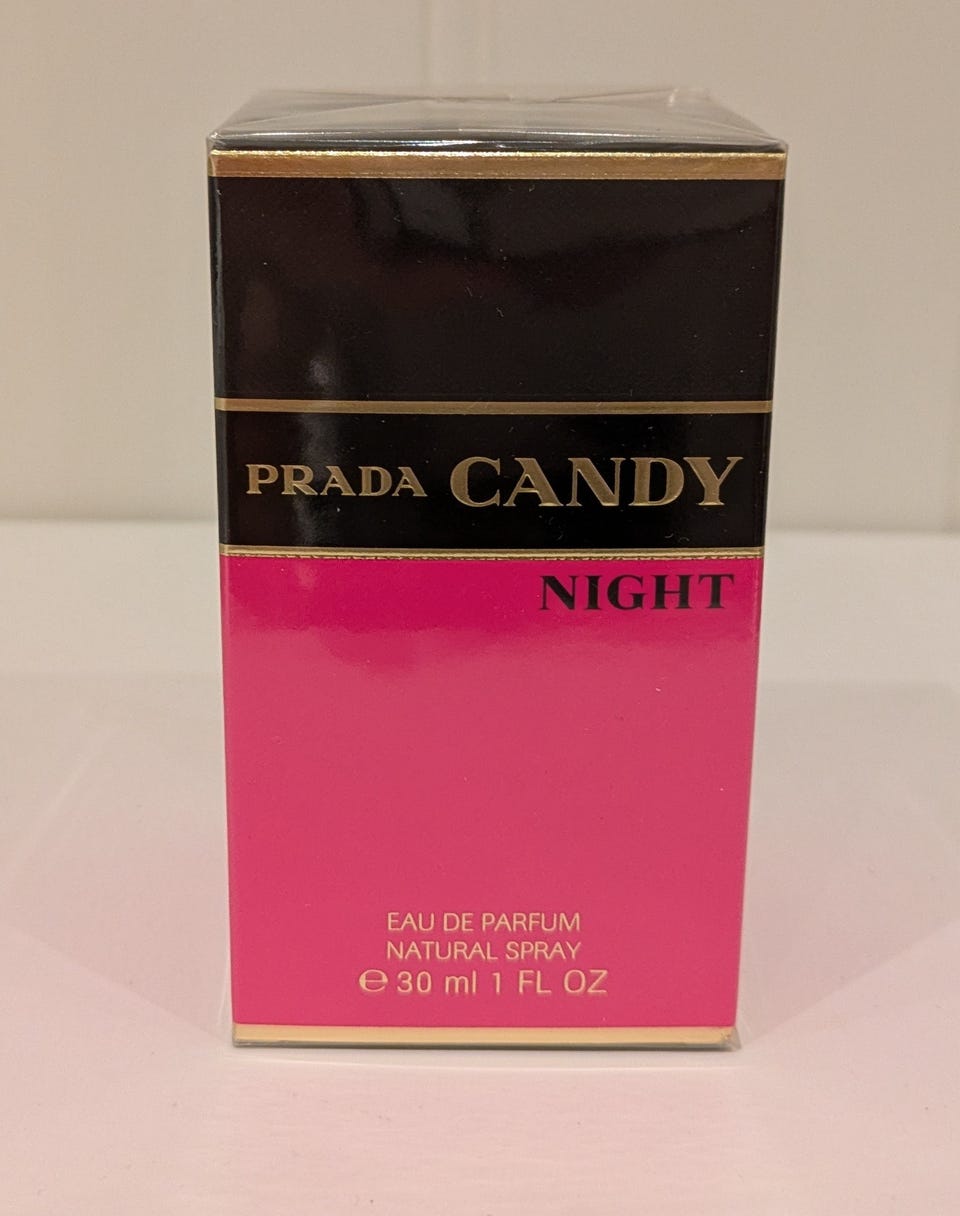 PRADA CANDY
NIGHT
EAU DE PARFUM
NATURAL SPRAY
℮ 30 ml 1 FL OZ